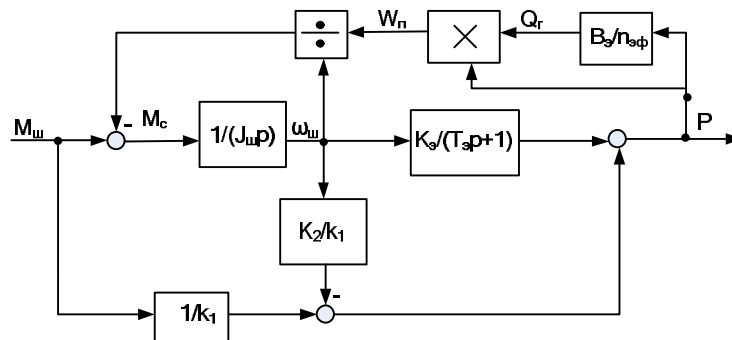 Wп
Qг
Bэ/nэф
÷
×
Mш
-
Mс
1/(Jшp)
ωш
Kэ/(Tэp+1)
P
K2/k1
-
1/k1